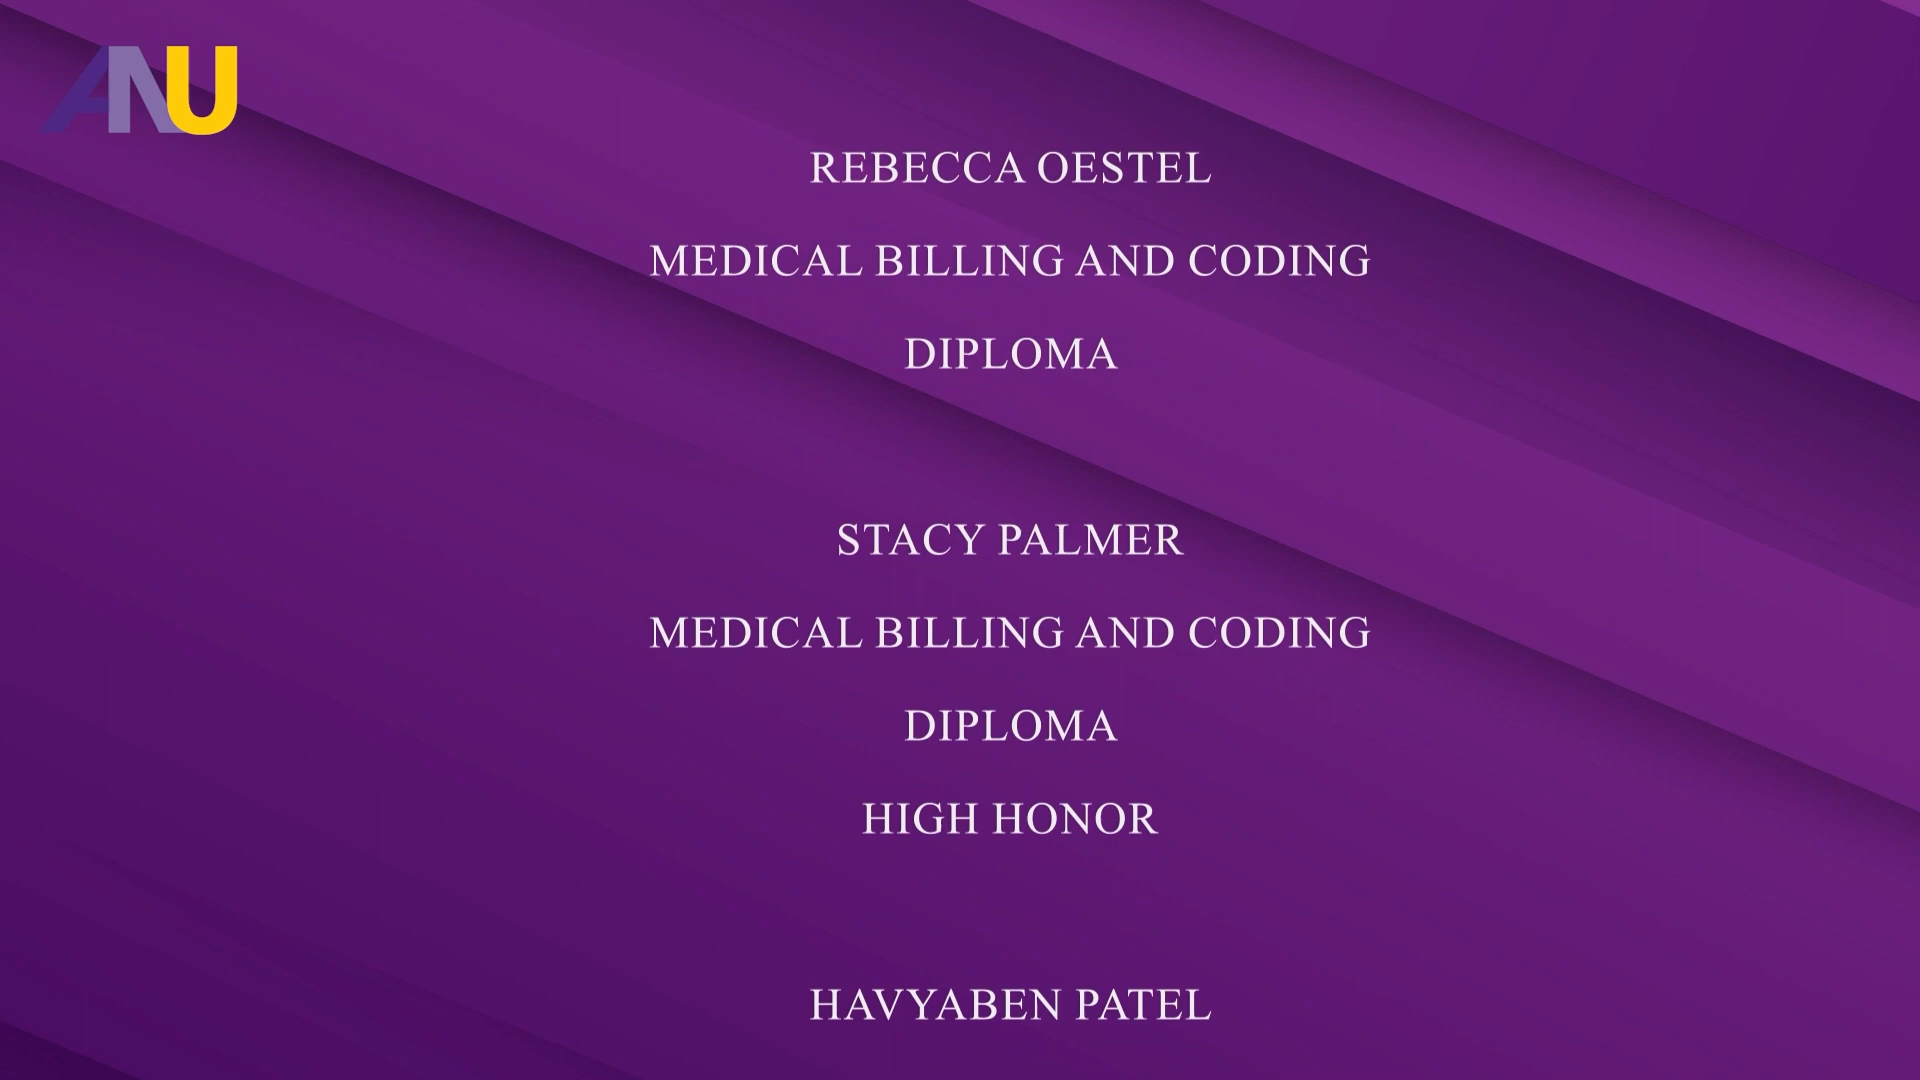 ANU
REBECCA OESTEL
MEDICAL BILLING AND CODING
DIPLOMA
STACY PALMER
MEDICAL BILLING AND CODING
DIPLOMA
HIGH HONOR
HAVYABEN PATEL